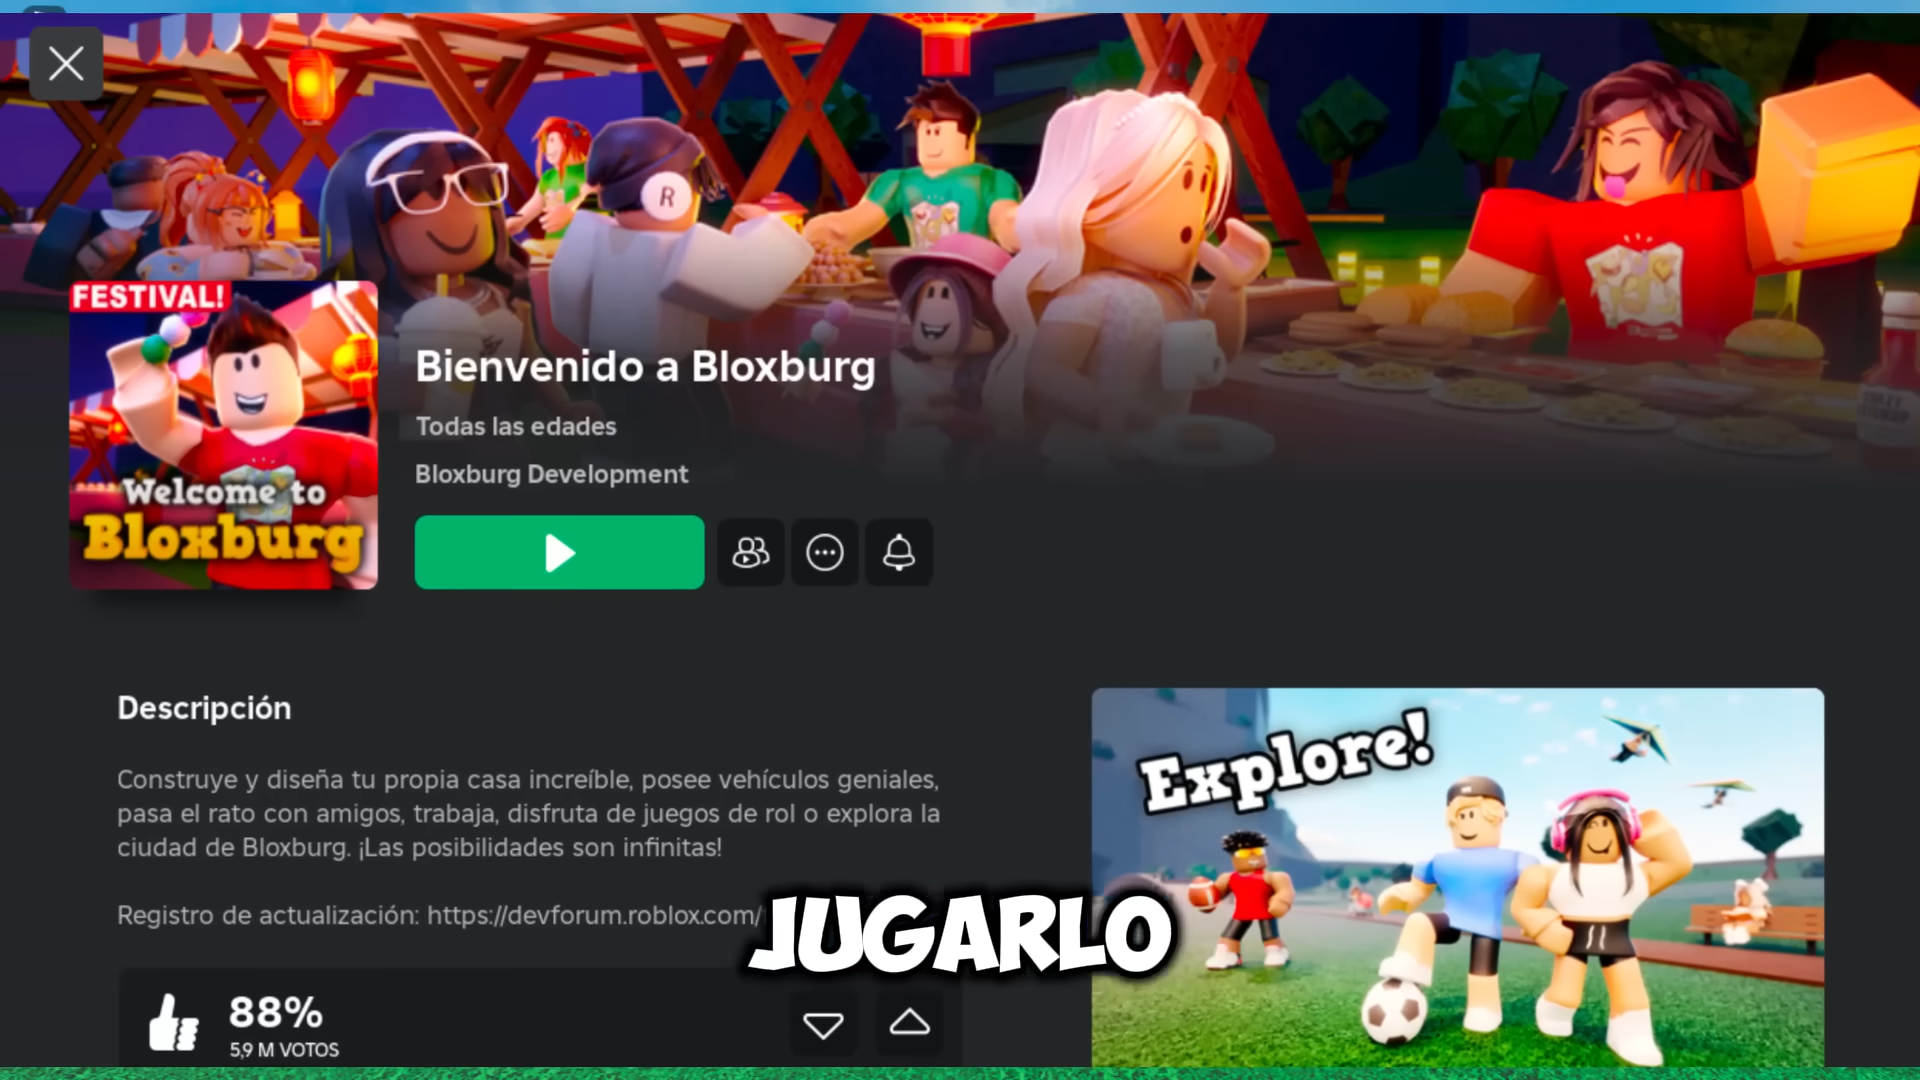 R
FESTIVAL!
Welcome to
Bloxburg
Bienvenido a Bloxburg
Todas las edades
Bloxburg Development
Descripción
Construye y diseña tu propia casa increíble, posee vehículos geniales,
pasa el rato con amigos, trabaja, disfruta de juegos de rol o explora la
ciudad de Bloxburg. ¡Las posibilidades son infinitas!
Registro de actualización: https://devforum.roblox.com/
JUGARLO
88%
5,9 M VOTOS
Explore!